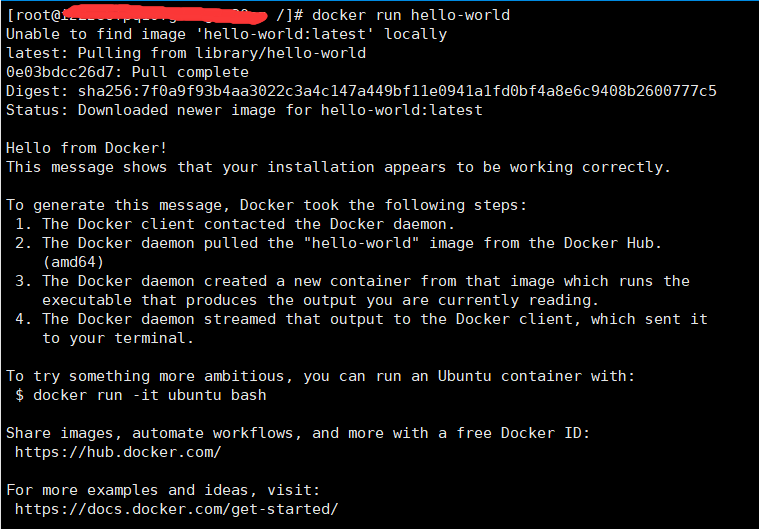 [root@ /]# docker run hello-world
Unable to find image 'hello-world:latest' locally
latest: Pulling from library/hello-world
0e03bdcc26d7: Pull complete
Digest: sha256:7f0a9f93b4aa3022c3a4c147a449bf11e0941a1fd0bf4a8e6c9408b2600777c5
Status: Downloaded newer image for hello-world:latest
Hello from Docker!
This message shows that your installation appears to be working correctly.
To generate this message, Docker took the following steps:
1. The Docker client contacted the Docker daemon.
2. The Docker daemon pulled the "hello-world" image from the Docker Hub.
(amd64)
3. The Docker daemon created a new container from that image which runs the
executable that produces the output you are currently reading.
4. The Docker daemon streamed that output to the Docker client, which sent it
to your terminal.
To try something more ambitious, you can run an Ubuntu container with:
$ docker run -it ubuntu bash
Share images, automate workflows, and more with a free Docker ID:
https://hub.docker.com/
For more examples and ideas, visit:
https://docs.docker.com/get-started/